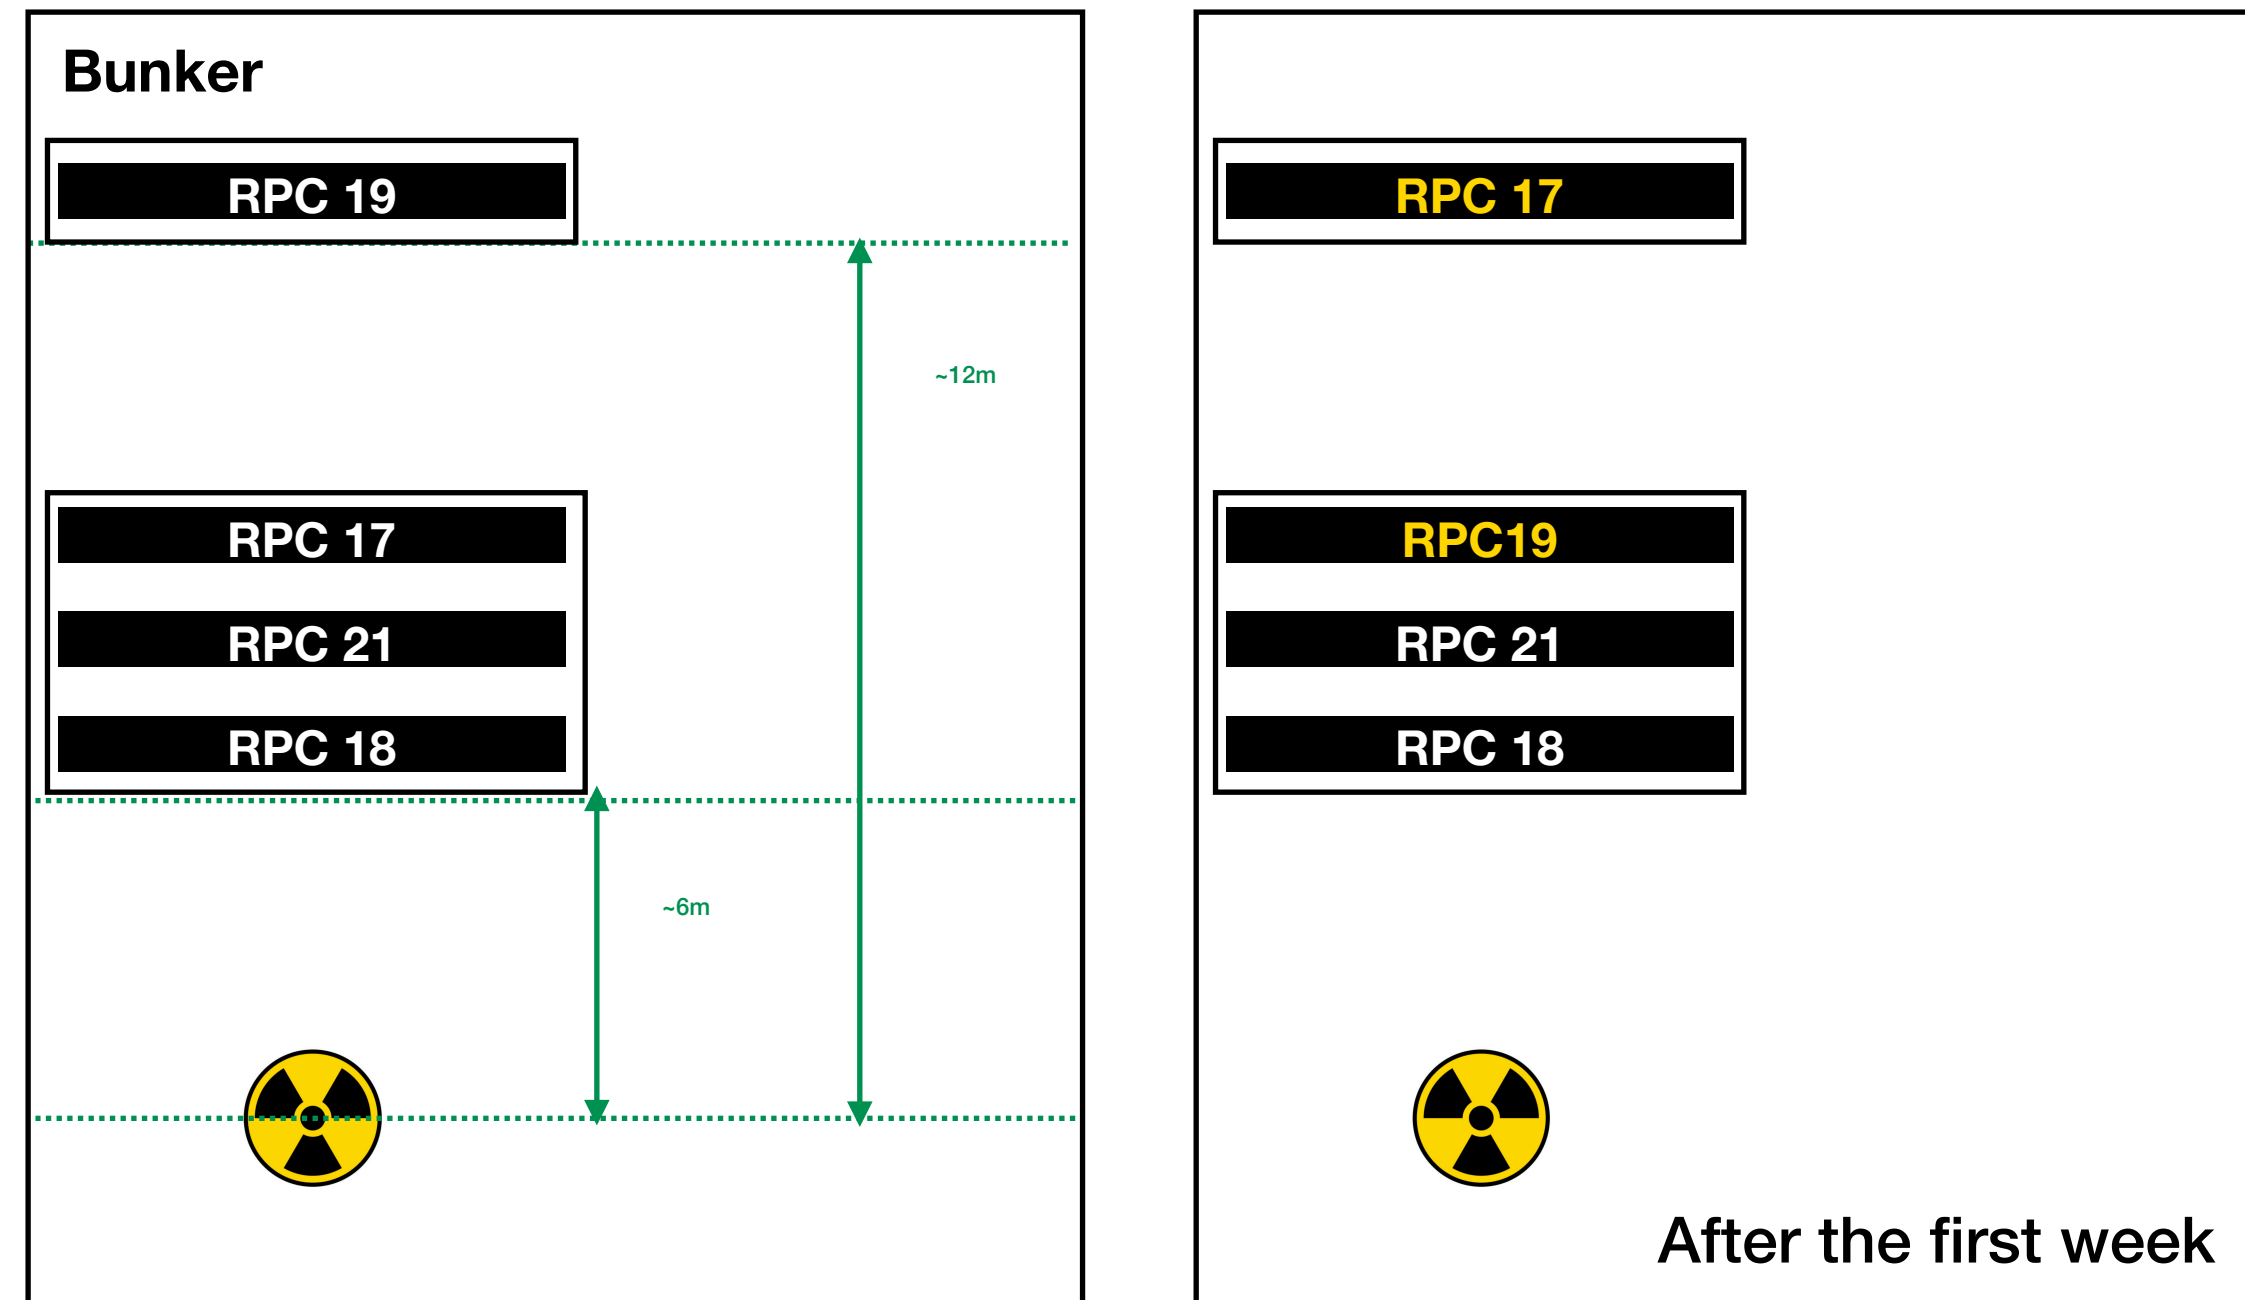 Bunker
RPC 19
~12m
RPC 17
RPC 21
RPC 18
~6m
RPC 17
RPC19
RPC 21
RPC 18
After the first week